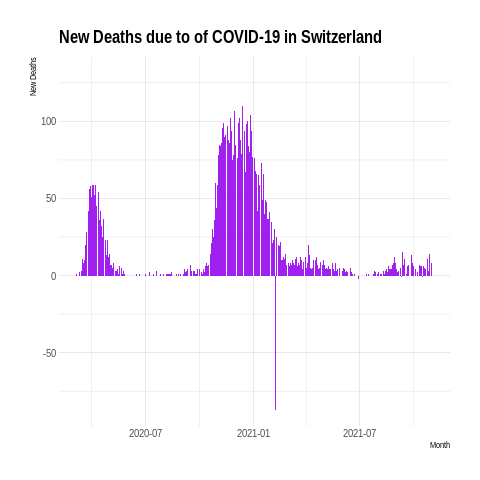 New Deaths due to of COVID-19 in Switzerland
New Deaths
100
50
0
-50
2020-07 2021-01 2021-07
Month